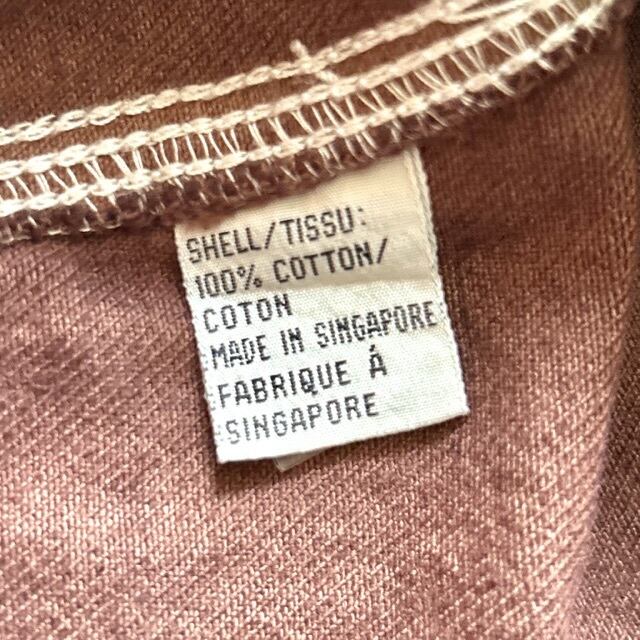 SHELL/TISSU:
100% COTTON/
COTON
MADE IN SINGAPORE
FABRIQUE À
SINGAPORE